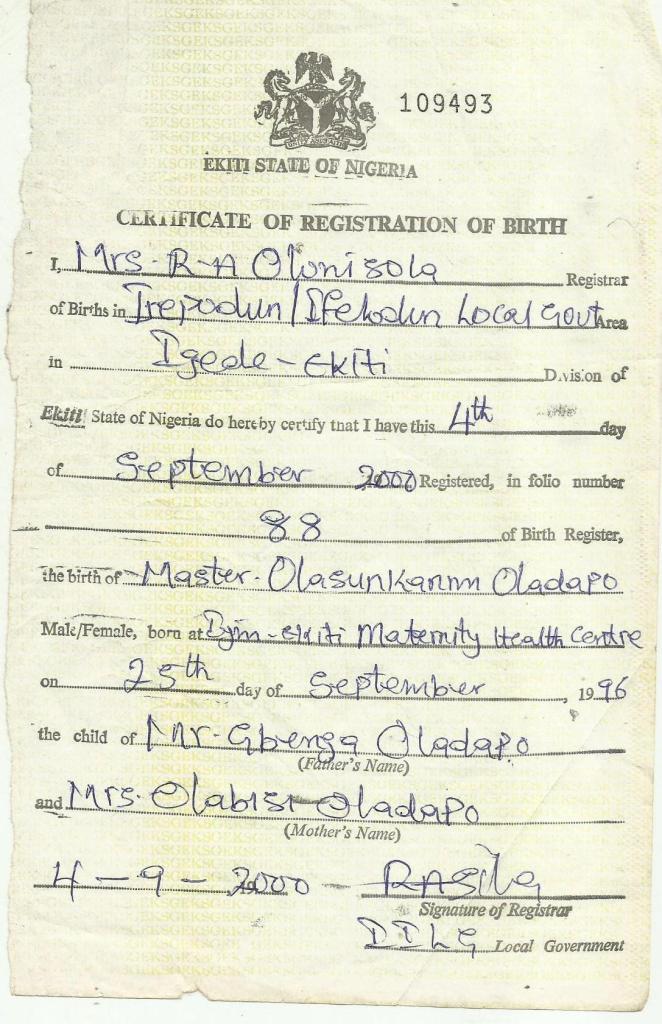 109493
EKITI STATE OF NIGERIA
CERTIFICATE OF REGISTRATION OF BIRTH
I, Mrs. R-A Olonisola Registrar
of Births in Irepodun/Ifelodun Local Govt Area
in Igede-Ekiti Division of
Ekiti State of Nigeria do hereby certify that I have this 4th day
of September 2000 Registered, in folio number
88 of Birth Register,
the birth of Master. Olasunkanmi Oladapo
Male/Female, born at -Ekiti Maternity Health Centre
on 25th day of September, 1996
the child of Mr. Gbenga Oladapo
(Father's Name)
and Mrs. Olabisi Oladapo
(Mother's Name)
4-9-2000
Signature of Registrar
Local Government